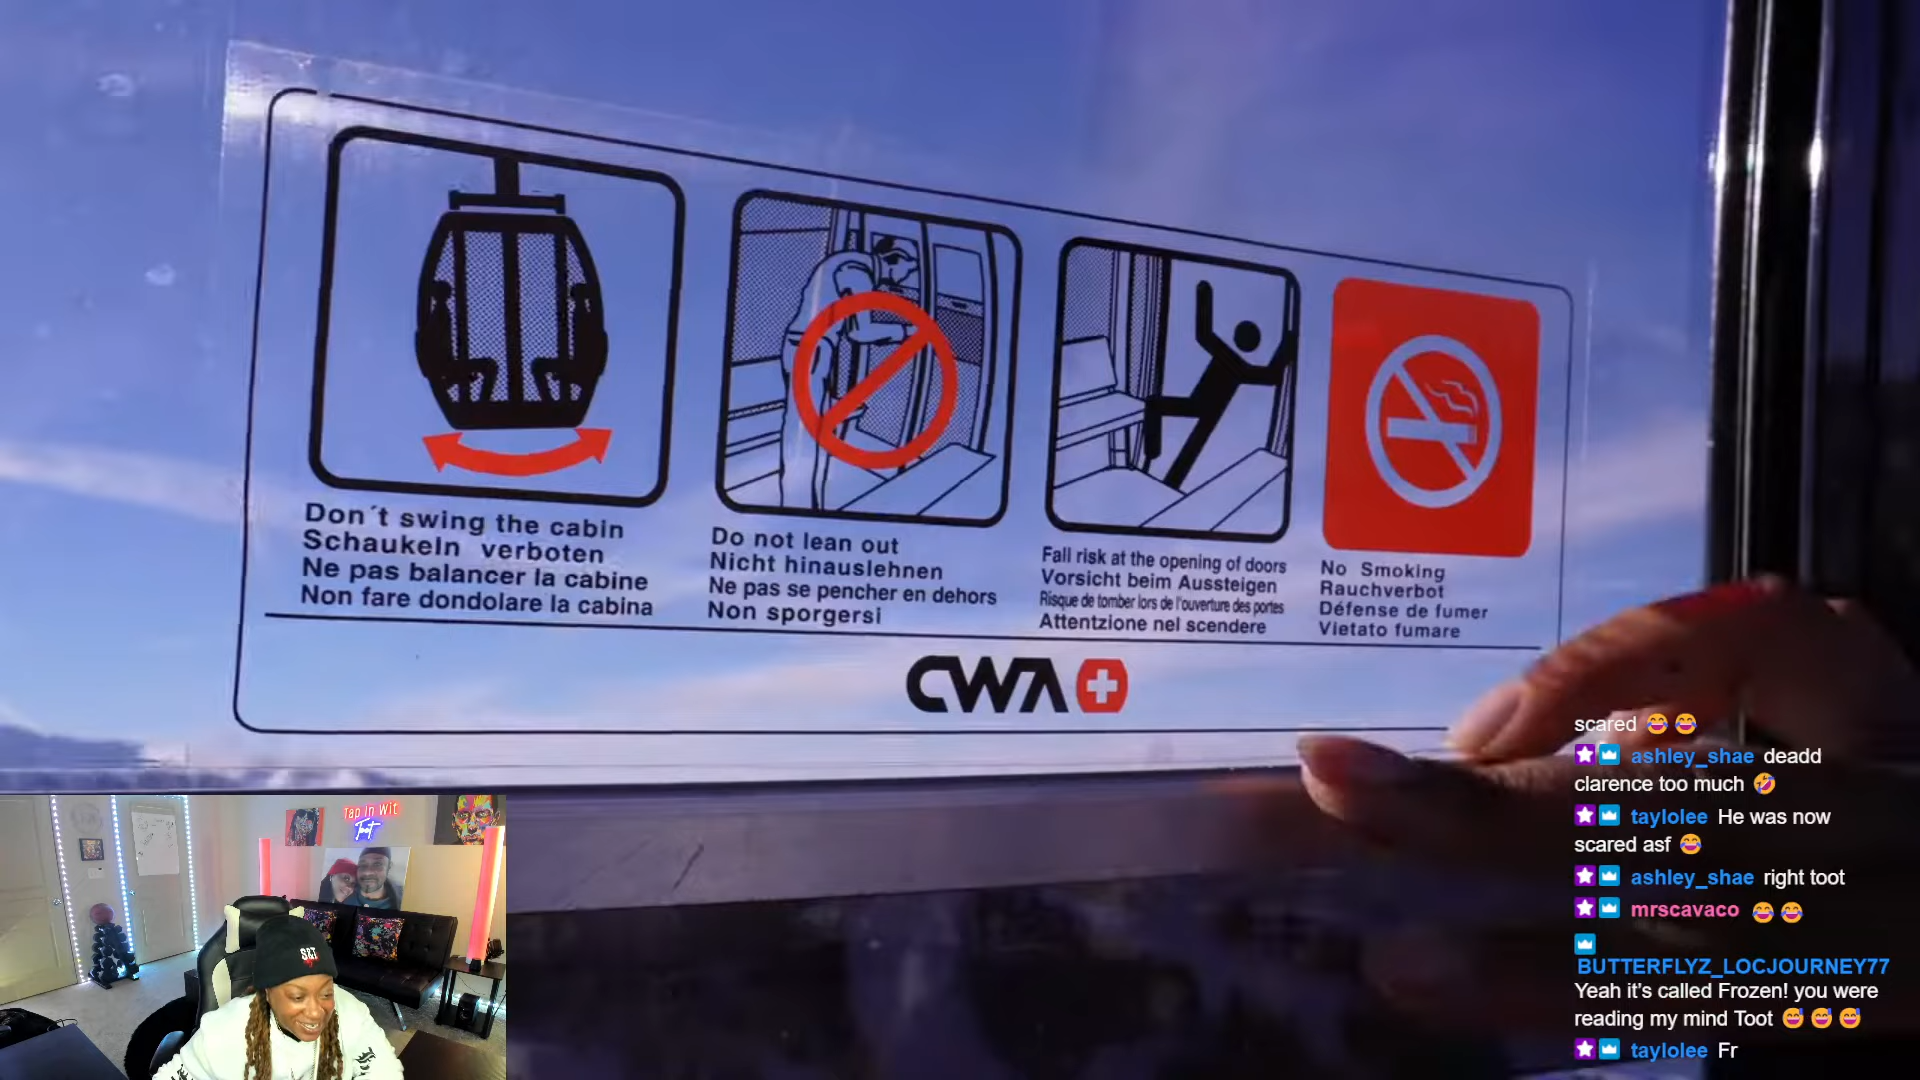 Don´t swing the cabin
Schaukeln verboten
Ne pas balancer la cabine
Non fare dondolare la cabina
Do not lean out
Nicht hinauslehnen
Ne pas se pencher en dehors
Non sporgersi
Fall risk at the opening of doors
Vorsicht beim Aussteigen
Risque de tomber lors de l'ouverture des portes
Attentzione nel scendere
No Smoking
Rauchverbot
Défense de fumer
Vietato fumare
CWA
scared 😂 😂
ashley_shae deadd
clarence too much 🤣
taylolee He was now
scared asf 😂
ashley_shae right toot
mrscavaco 😂 😂
BUTTERFLYZ_LOCJOURNEY77
Yeah it's called Frozen! you were
reading my mind Toot 😅 😅 😅
taylolee Fr
Tap In Wit
Toot
S&T